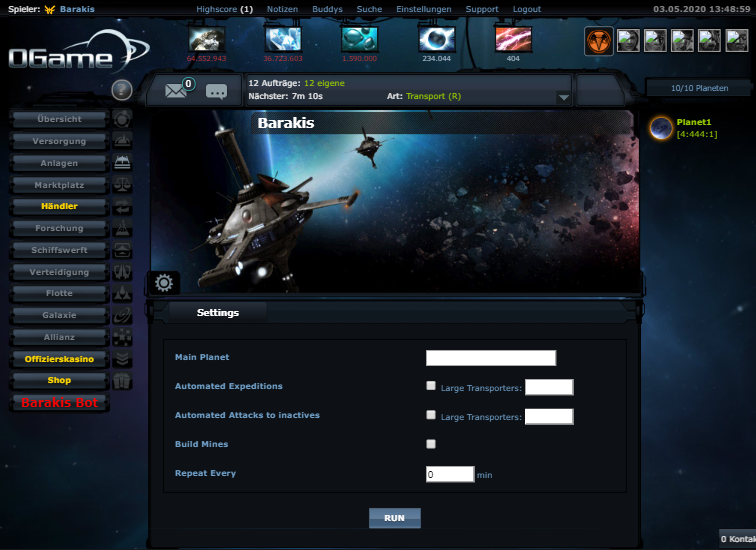 Spieler: Barakis
Highscore (1) Notizen Buddys Suche Einstellungen Support Logout
03.05.2020 13:48:59
OGame
64.552.943 36.723.603 1.590.000 234.044 404
?
0
12 Aufträge: 12 eigene
Nächster: 7m 10s Art: Transport (R)
10/10 Planeten
Planet1
[4:444:1]
Übersicht
Versorgung
Anlagen
Marktplatz
Händler
Forschung
Schiffswerft
Verteidigung
Flotte
Galaxie
Allianz
Offizierskasino
Shop
Barakis Bot
Barakis
Settings
Main Planet
Automated Expeditions Large Transporters:
Automated Attacks to inactives Large Transporters:
Build Mines
Repeat Every 0 min
RUN
0 Kontak